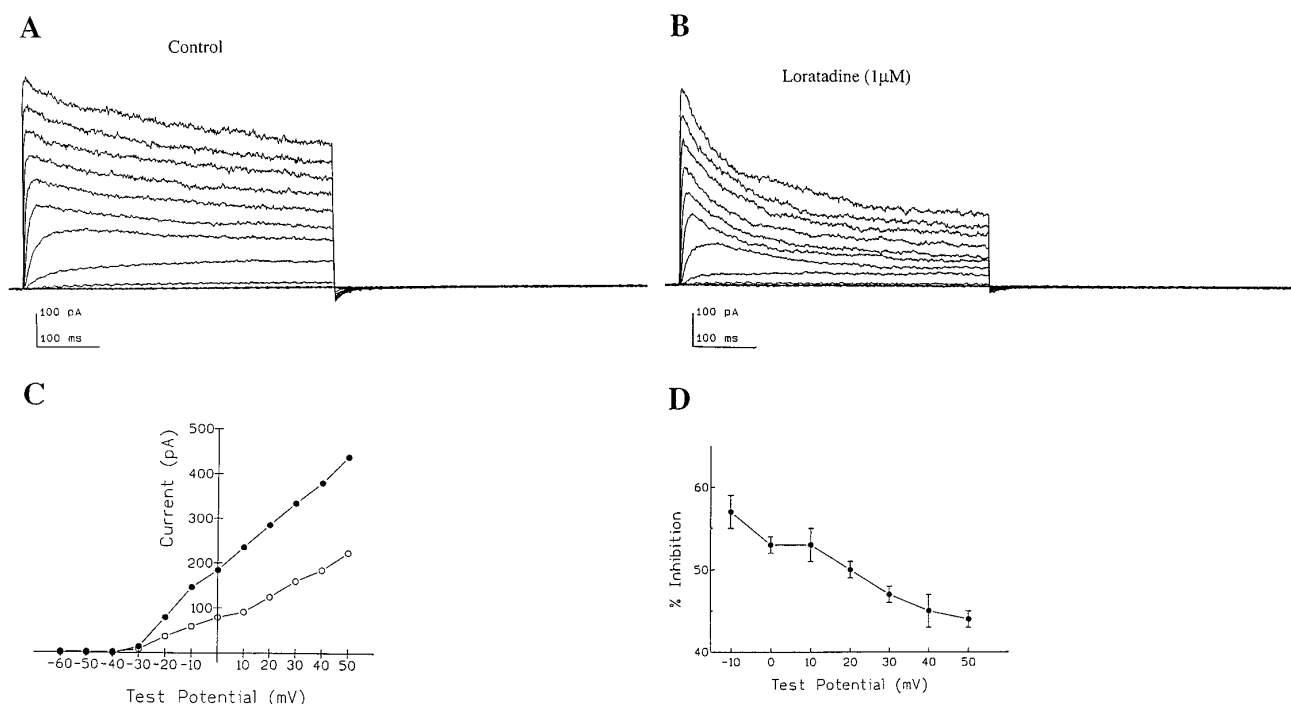 A
Control
100 pA
100 ms
B
Loratadine (1µM)
100 pA
100 ms
C
Current (pA)
500
400
300
200
100
-60 -50 -40 -30 -20 -10 10 20 30 40 50
Test Potential (mV)
D
% Inhibition
60
50
40
-10 0 10 20 30 40 50
Test Potential (mV)